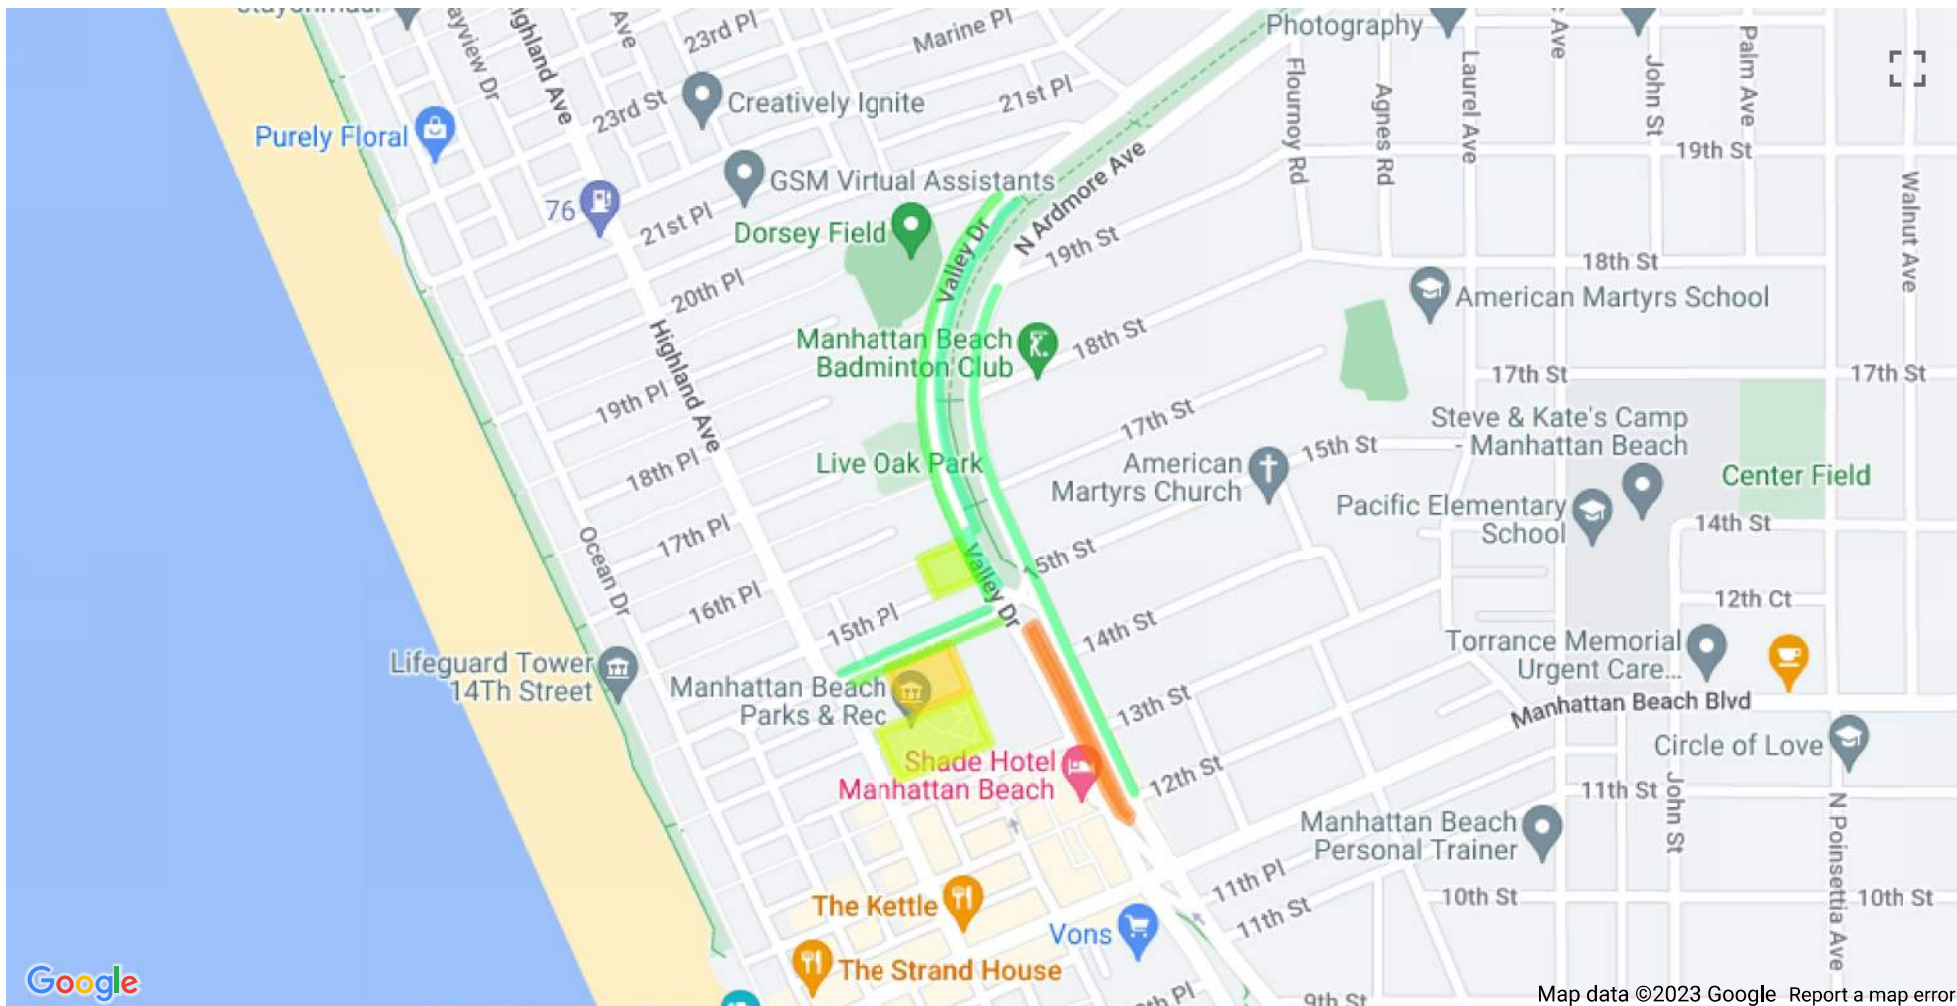 ayview Dr
ighland Ave
Ave
23rd Pl
Marine Pl
Photography
Ave
Palm Ave
John St
Laurel Ave
Agnes Rd
Flournoy Rd
Creatively Ignite
21st Pl
23rd St
Purely Floral
19th St
N Ardmore Ave
GSM Virtual Assistants
Walnut Ave
76
21st Pl
Dorsey Field
Valley Dr
19th St
18th St
20th Pl
American Martyrs School
Manhattan Beach
Badminton Club
18th St
Highland Ave
17th St
17th St
19th Pl
17th St
Steve & Kate's Camp
- Manhattan Beach
15th St
18th Pl
Live Oak Park
American
Martyrs Church
Center Field
Pacific Elementary
School
14th St
17th Pl
Ocean Dr
15th St
Valley Dr
16th Pl
12th Ct
15th Pl
14th St
Torrance Memorial
Urgent Care...
Lifeguard Tower
14Th Street
Manhattan Beach
Parks & Rec
13th St
Manhattan Beach Blvd
Circle of Love
Shade Hotel
Manhattan Beach
12th St
11th St
John St
N Poinsettia Ave
Manhattan Beach
Personal Trainer
11th Pl
10th St
10th St
The Kettle
11th St
Vons
The Strand House
Google
th Pl
9th St
Map data ©2023 Google
Report a map error